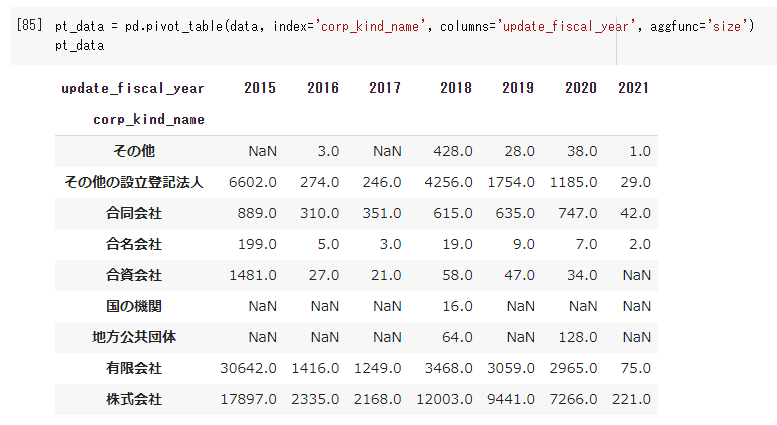 [85] pt_data = pd.pivot_table(data, index='corp_kind_name', columns='update_fiscal_year', aggfunc='size')
pt_data
update_fiscal_year 2015 2016 2017 2018 2019 2020 2021
corp_kind_name
その他 NaN 3.0 NaN 428.0 28.0 38.0 1.0
その他の設立登記法人 6602.0 274.0 246.0 4256.0 1754.0 1185.0 29.0
合同会社 889.0 310.0 351.0 615.0 635.0 747.0 42.0
合名会社 199.0 5.0 3.0 19.0 9.0 7.0 2.0
合資会社 1481.0 27.0 21.0 58.0 47.0 34.0 NaN
国の機関 NaN NaN NaN 16.0 NaN NaN NaN
地方公共団体 NaN NaN NaN 64.0 NaN 128.0 NaN
有限会社 30642.0 1416.0 1249.0 3468.0 3059.0 2965.0 75.0
株式会社 17897.0 2335.0 2168.0 12003.0 9441.0 7266.0 221.0